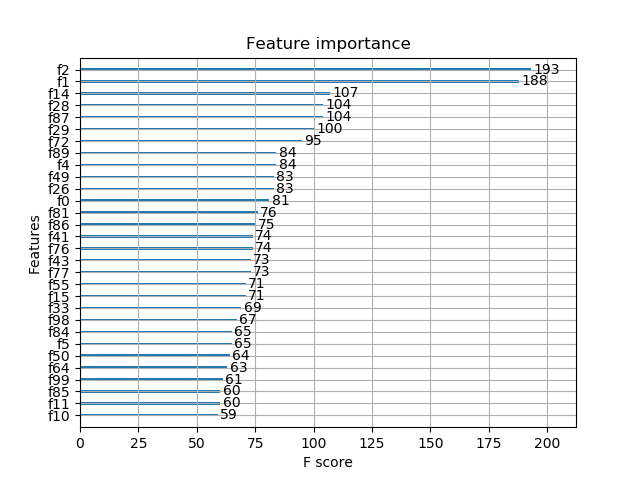 Feature importance
f2 193
f1 188
f14 107
f28 104
f87 104
f29 100
f72 95
f89 84
f4 84
f49 83
f26 83
f0 81
f81 76
f86 75
f41 74
f76 74
f43 73
f77 73
f55 71
f15 71
f33 69
f98 67
f84 65
f5 65
f50 64
f64 63
f99 61
f85 60
f11 60
f10 59
Features
0 25 50 75 100 125 150 175 200
F score